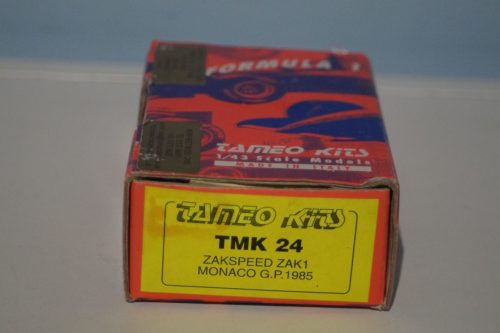 FORMULA 1
TAMEO KITS
1/43 Scale Models
MADE IN ITALY
TAMEO KITS
TMK 24
ZAKSPEED ZAK1
MONACO G.P.1985